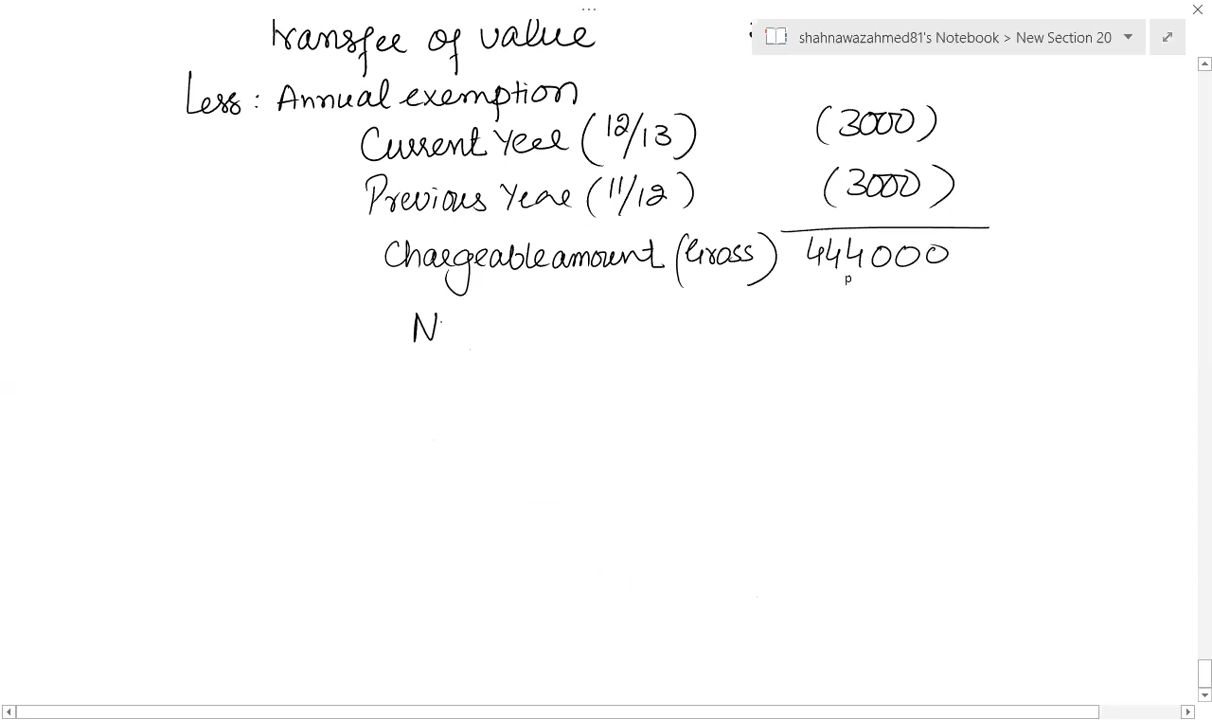 transfer of value
shahnawazahmed81's Notebook > New Section 20
Less : Annual exemption
Current Year (12/13) (3000)
Previous Year (11/12) (3000)
Chargeable amount (Gross) 444000
P
N